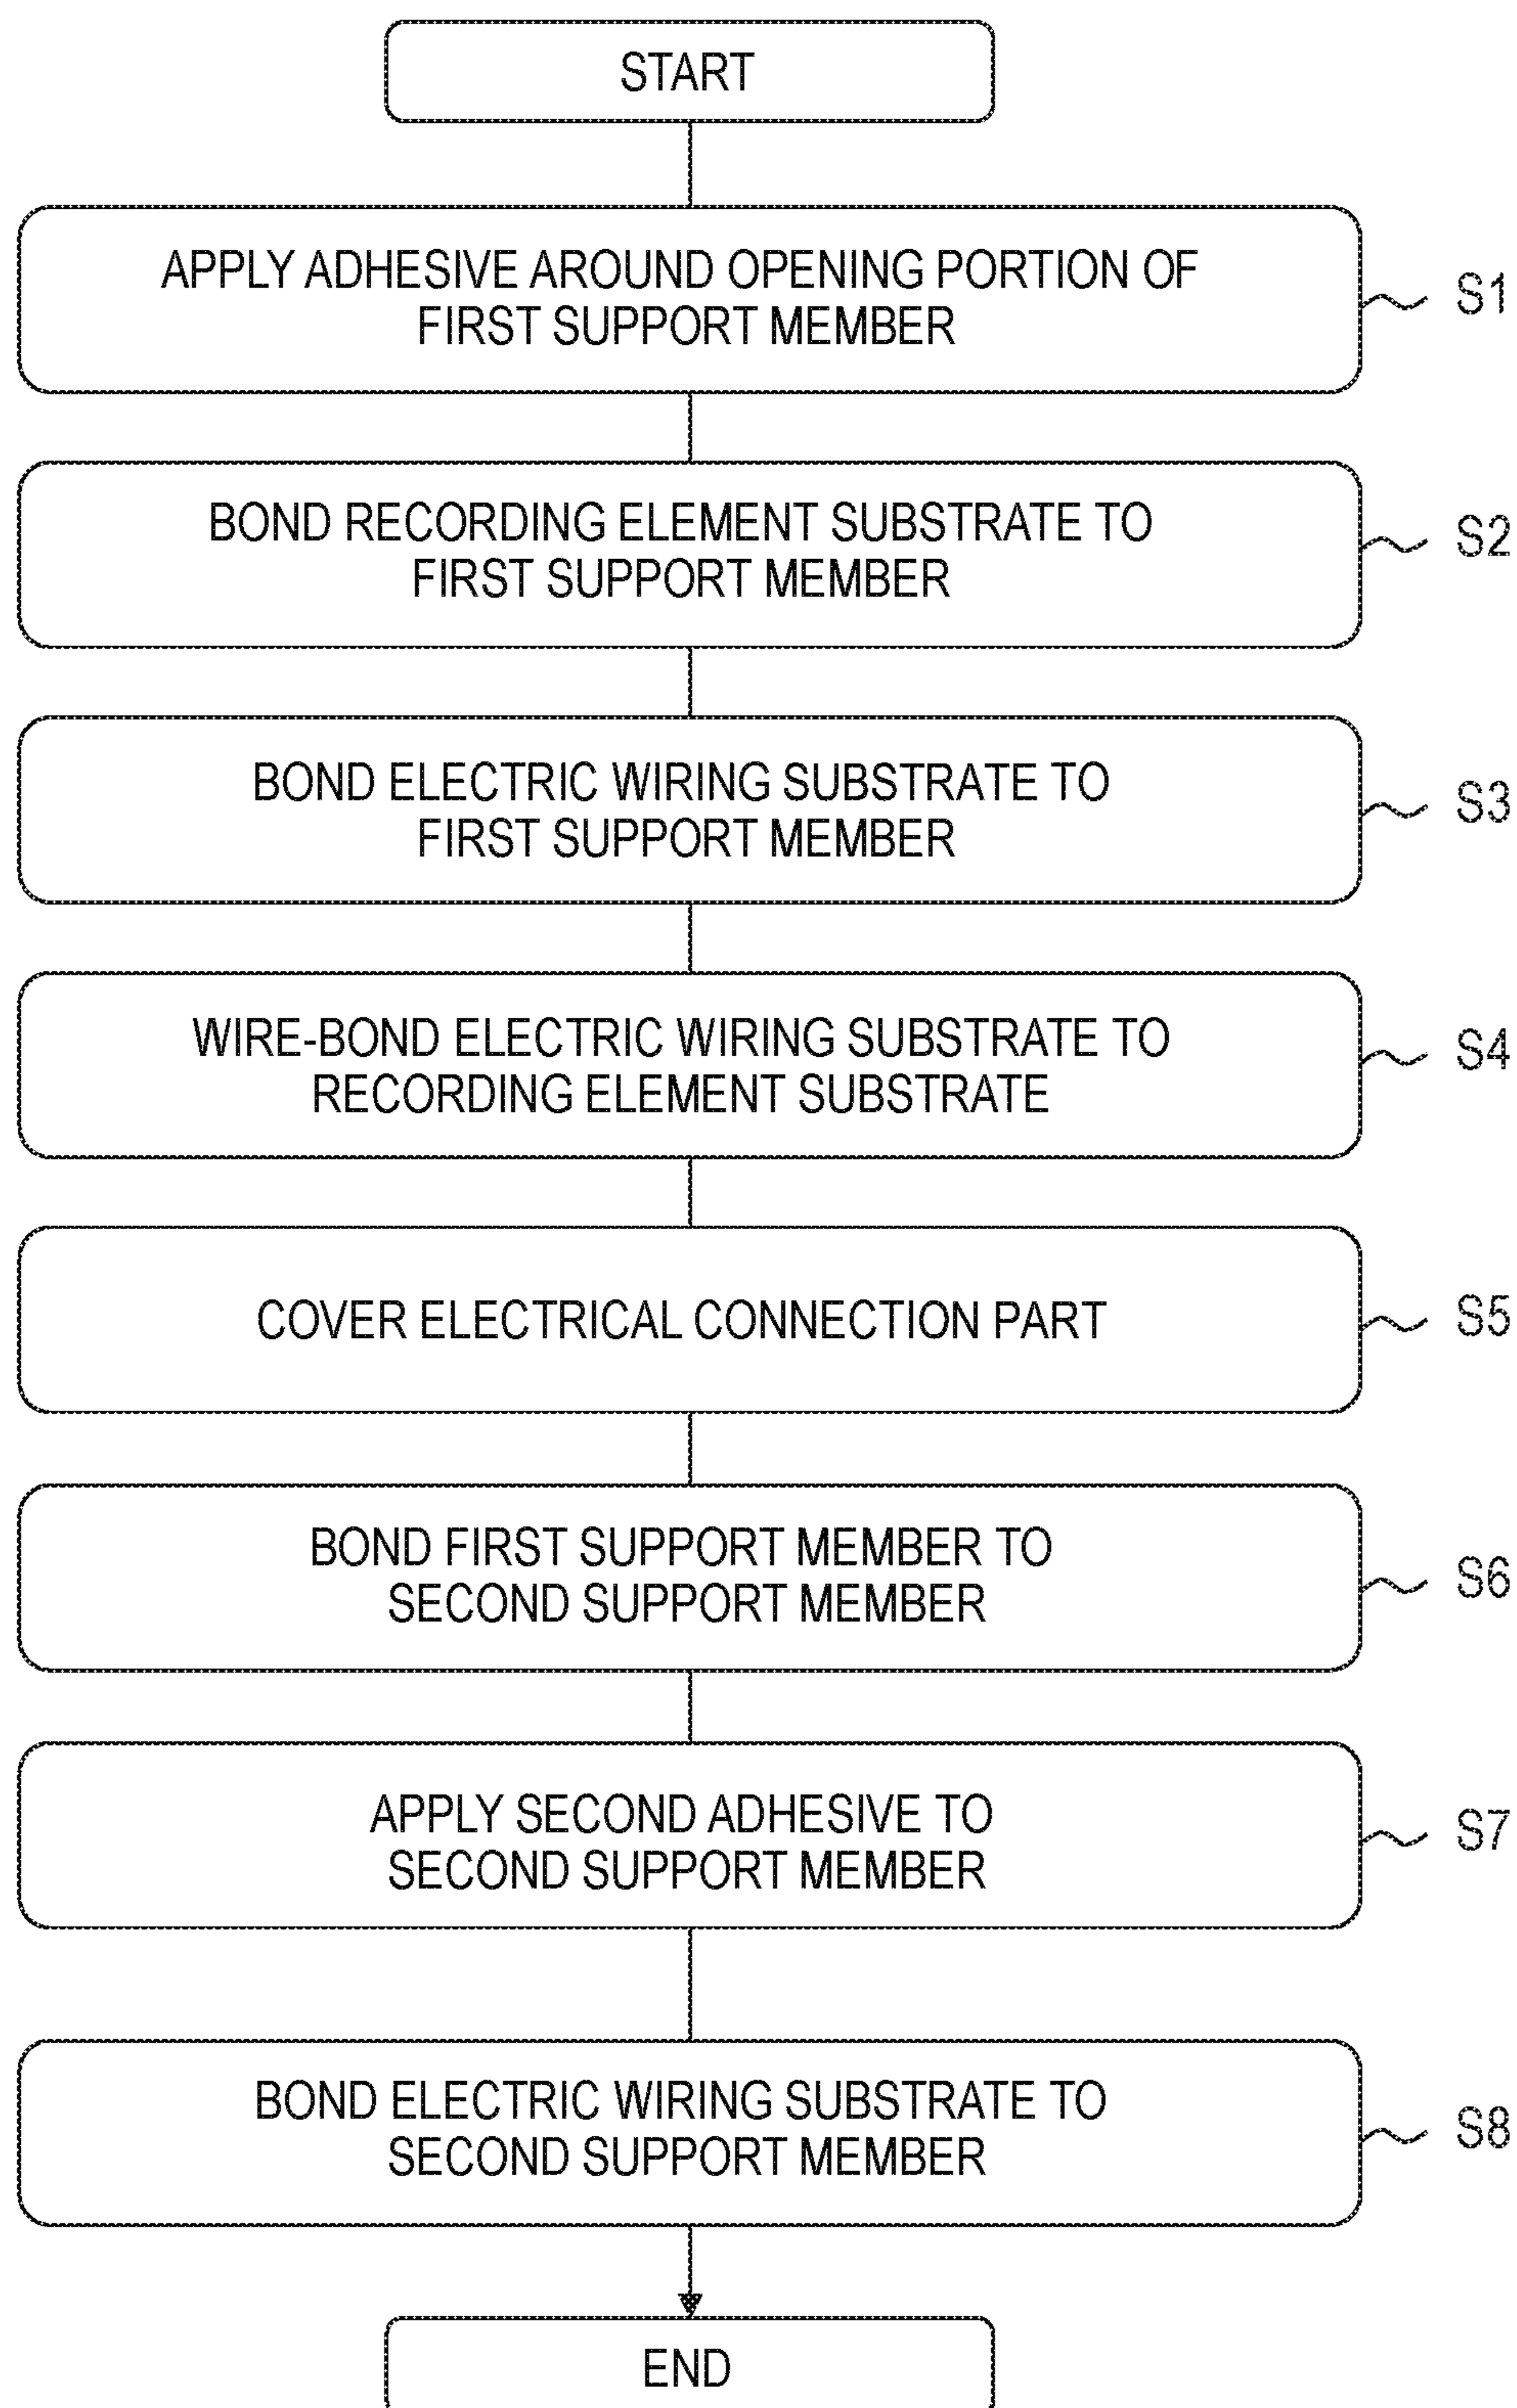 START
APPLY ADHESIVE AROUND OPENING PORTION OF
FIRST SUPPORT MEMBER
S1
BOND RECORDING ELEMENT SUBSTRATE TO
FIRST SUPPORT MEMBER
S2
BOND ELECTRIC WIRING SUBSTRATE TO
FIRST SUPPORT MEMBER
S3
WIRE-BOND ELECTRIC WIRING SUBSTRATE TO
RECORDING ELEMENT SUBSTRATE
S4
COVER ELECTRICAL CONNECTION PART
S5
BOND FIRST SUPPORT MEMBER TO
SECOND SUPPORT MEMBER
S6
APPLY SECOND ADHESIVE TO
SECOND SUPPORT MEMBER
S7
BOND ELECTRIC WIRING SUBSTRATE TO
SECOND SUPPORT MEMBER
S8
END